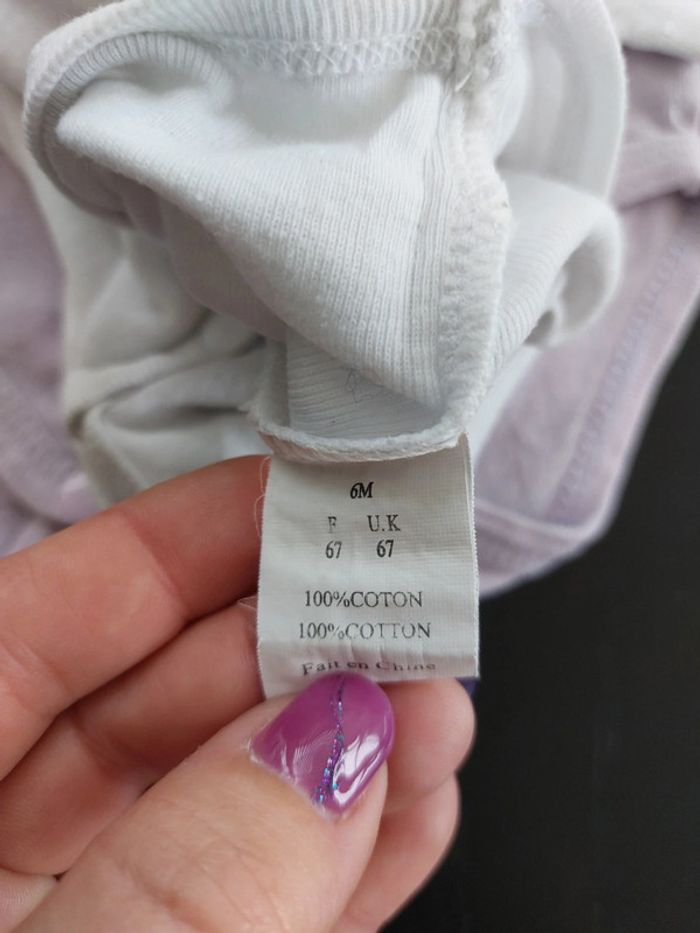 6M
F U.K
67 67
100%COTON
100%COTTON
Fait en Chine